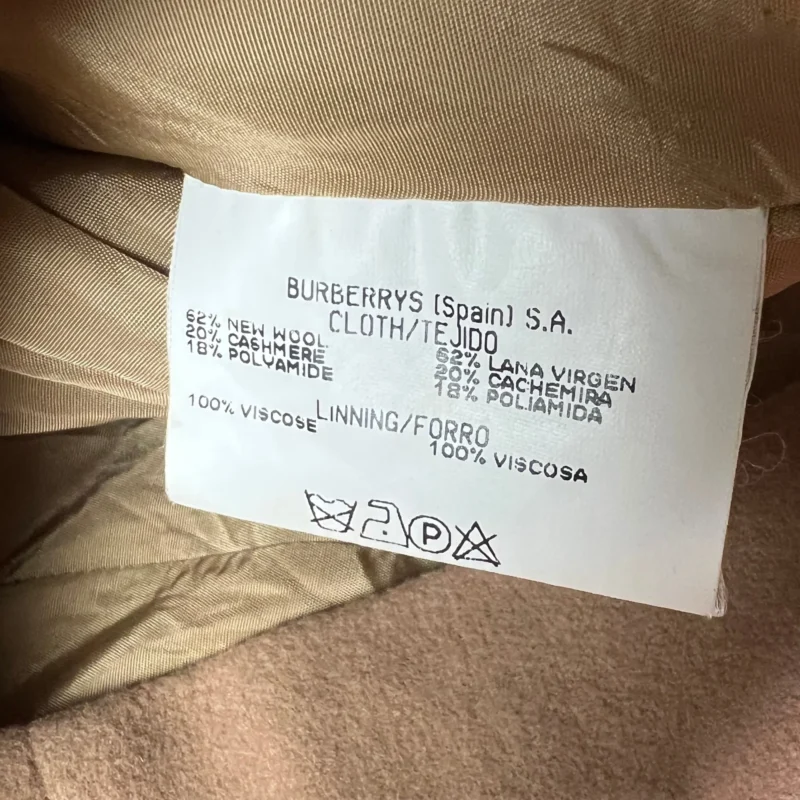 BURBERRYS (Spain) S.A.
CLOTH/TEJIDO
62% NEW WOOL
20% CASHMERE
18% POLYAMIDE
62% LANA VIRGEN
20% CACHEMIRA
18% POLIAMIDA
LINNING/FORRO
100% VISCOSE
100% VISCOSA
P